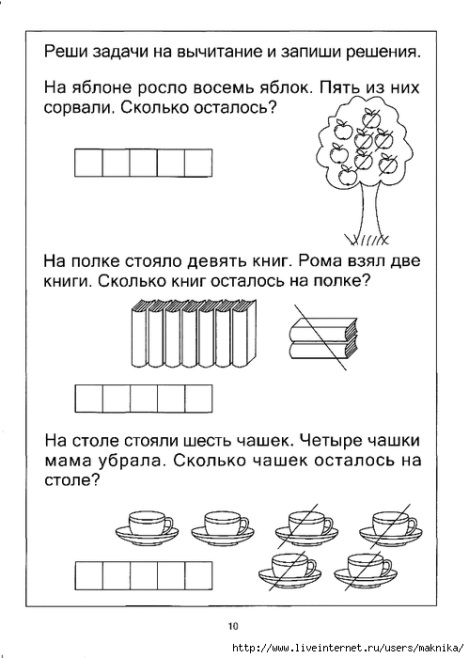 Реши задачи на вычитание и запиши решения.
На яблоне росло восемь яблок. Пять из них
сорвали. Сколько осталось?
На полке стояло девять книг. Рома взял две
книги. Сколько книг осталось на полке?
На столе стояли шесть чашек. Четыре чашки
мама убрала. Сколько чашек осталось на
столе?
10
http://www.liveinternet.ru/users/maknika/